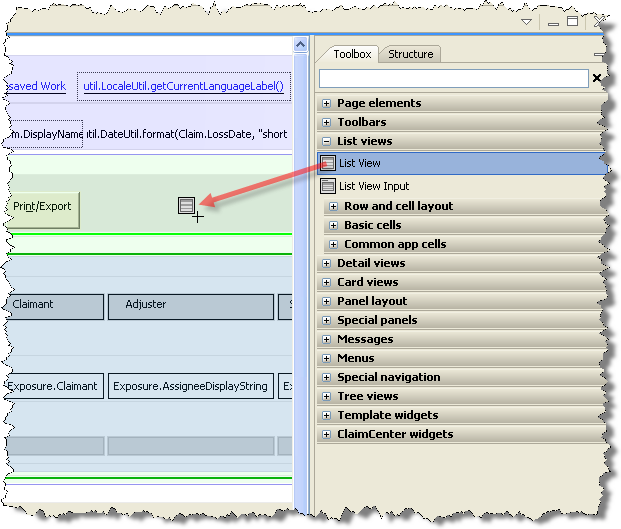 Toolbox Structure
saved Work util.LocaleUtil.getCurrentLanguageLabel()
m.DisplayName til.DateUtil.format(Claim.LossDate, "short
Print/Export
Claimant Adjuster S
Exposure.Claimant Exposure.AssigneeDisplayString Ex
Page elements
Toolbars
List views
List View
List View Input
Row and cell layout
Basic cells
Common app cells
Detail views
Card views
Panel layout
Special panels
Messages
Menus
Special navigation
Tree views
Template widgets
ClaimCenter widgets